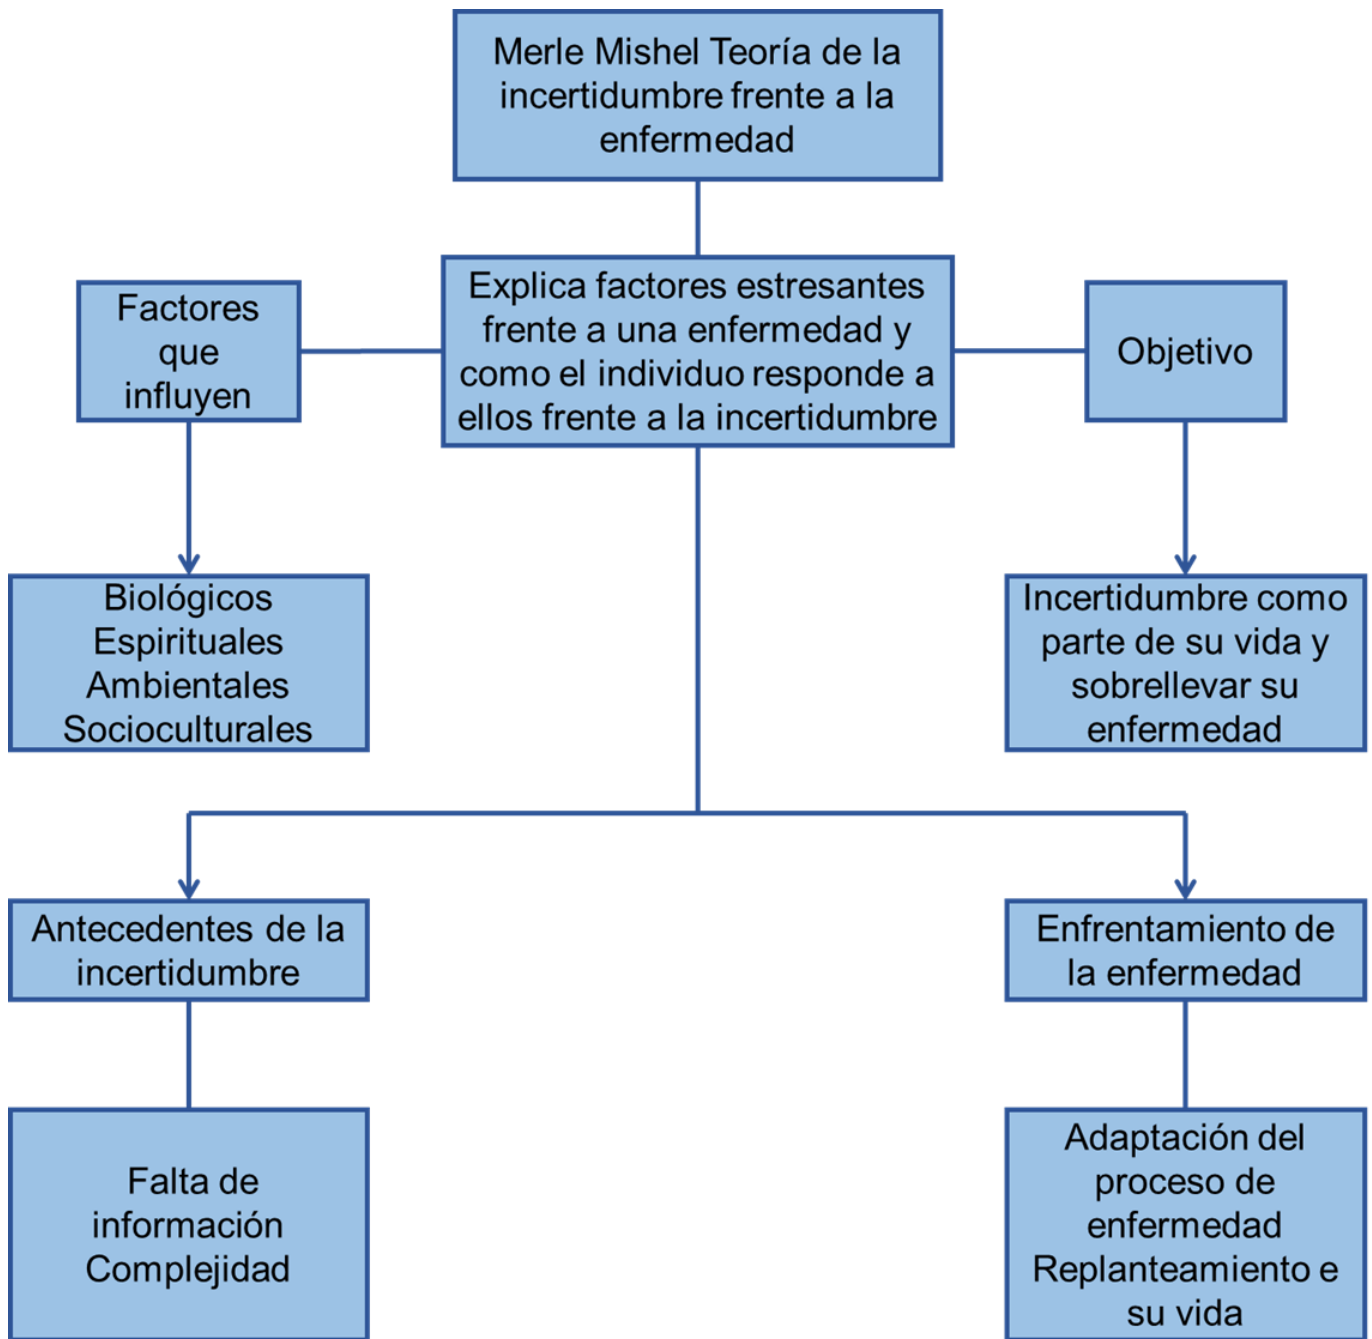 Merle Mishel Teoría de la
incertidumbre frente a la
enfermedad
Factores
que
influyen
Explica factores estresantes
frente a una enfermedad y
como el individuo responde a
ellos frente a la incertidumbre
Objetivo
Biológicos
Espirituales
Ambientales
Socioculturales
Incertidumbre como
parte de su vida y
sobrellevar su
enfermedad
Antecedentes de la
incertidumbre
Enfrentamiento de
la enfermedad
Falta de
información
Complejidad
Adaptación del
proceso de
enfermedad
Replanteamiento e
su vida